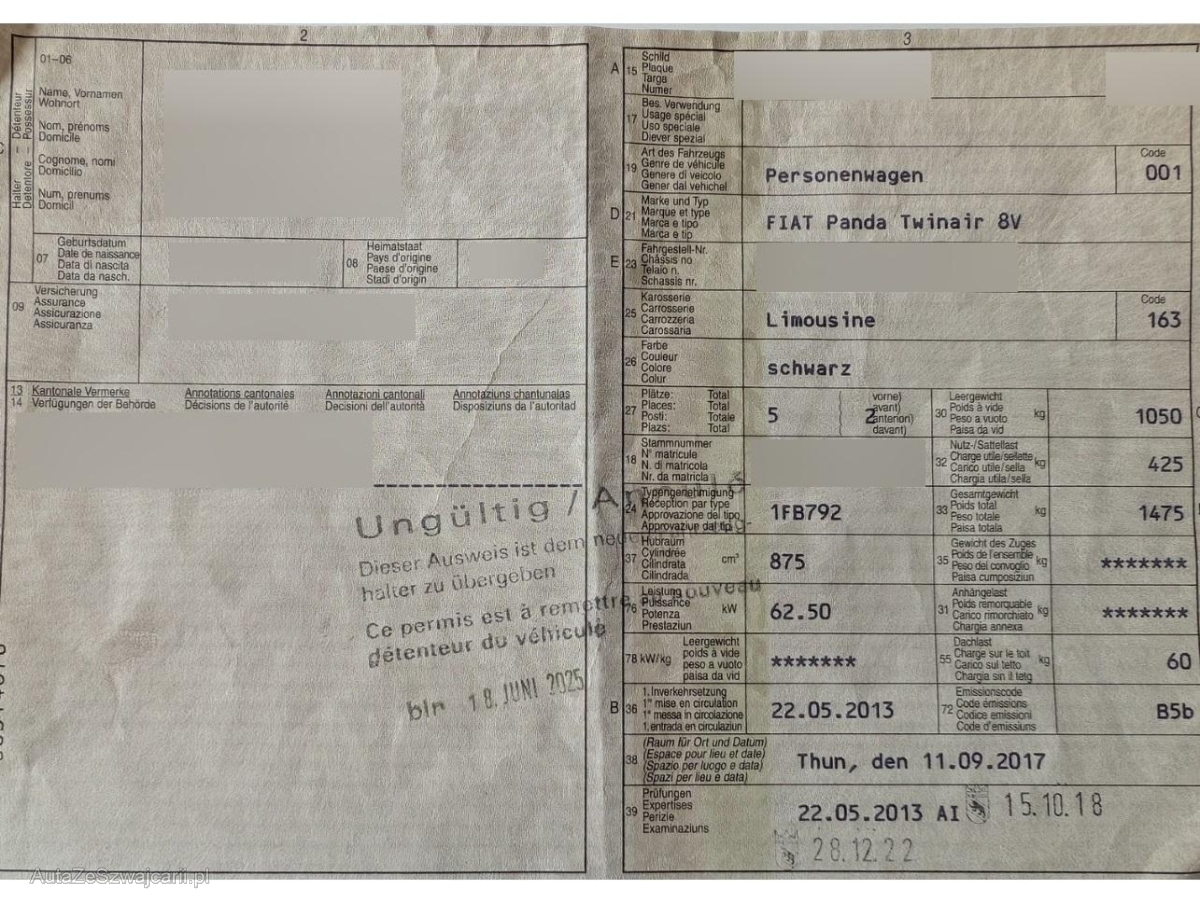 2
01-06
Name, Vornamen
Wohnort
Nom, prénoms
Domicile
Cognome, nomi
Domicilio
Num, prenums
Domicil
Halter – Détenteur
Detentore – Possessur
07
Geburtsdatum
Date de naissance
Data di nascita
Data da nasch.
08
Heimatstaat
Pays d'origine
Paese d'origine
Stadi d'origin
09
Versicherung
Assurance
Assicurazione
Assicuranza
13 Kantonale Vermerke Annotations cantonales Annotazioni cantonali Annotaziuns chantunalas
14 Verfügungen der Behörde Décisions de l'autorité Decisioni dell'autorità Disposiziuns da l'autoritad
Ungültig /
Dieser Ausweis ist dem
halter zu übergeben
Ce permis est à remettre nouveau
détenteur du véhicule
bln 18. JUNI 2025
3
A 15
Schild
Plaque
Targa
Numer
17
Bes. Verwendung
Usage spécial
Uso speciale
Diever spezial
19
Art des Fahrzeugs
Genre de véhicule
Genere di veicolo
Gener dal vehichel
Personenwagen
Code
001
D 21
Marke und Typ
Marque et type
Marca e tipo
Marca e tip
FIAT Panda Twinair 8V
E 23
Fahrgestell-Nr.
Châssis no
Telaio n.
Schassis nr.
25
Karosserie
Carrosserie
Carrozzeria
Carossaria
Limousine
Code
163
26
Farbe
Couleur
Colore
Colur
schwarz
27
Plätze: Total
Places: Total
Posti: Totale
Plazs: Total
5
vorne)
avant)
anteriori)
davant)
2
30
Leergewicht
Poids à vide
Peso a vuoto
Paisa da vid
kg
1050
18
Stammnummer
N° matricule
N. di matricola
Nr. da matricla
32
Nutz-/Sattellast
Charge utile/sellette
Carico utile/sella
Chargia utila/sella
kg
425
24
Typengenehmigung
Réception par type
Approvazione del tipo
Approvaziun dal tip
1FB792
33
Gesamtgewicht
Poids total
Peso totale
Paisa totala
kg
1475
37
Hubraum
Cylindrée
Cilindrata
Cilindrada
cm³
875
35
Gewicht des Zuges
Poids de l'ensemble
Peso del convoglio
Paisa cumposiziun
kg
*******
76
Leistung
Puissance
Potenza
Prestaziun
kW
62.50
31
Anhängelast
Poids remorquable
Carico rimorchiato
Chargia annexa
kg
*******
78 kW/kg
Leergewicht
poids à vide
peso a vuoto
paisa da vid
*******
55
Dachlast
Charge sur le toit
Carico sul tetto
Chargia sin il tetg
kg
60
B 36
1. Inverkehrsetzung
1re mise en circulation
1a messa in circolazione
1. entrada en circulaziun
22.05.2013
72
Emissionscode
Code émissions
Codice emissioni
Code d'emissiuns
B5b
38
(Raum für Ort und Datum)
(Espace pour lieu et date)
(Spazio per luogo e data)
(Spazi per lieu e data)
Thun, den 11.09.2017
39
Prüfungen
Expertises
Perizie
Examinaziuns
22.05.2013 AI 15.10.18
28.12.22
AutaZeSzwajcarii.pl